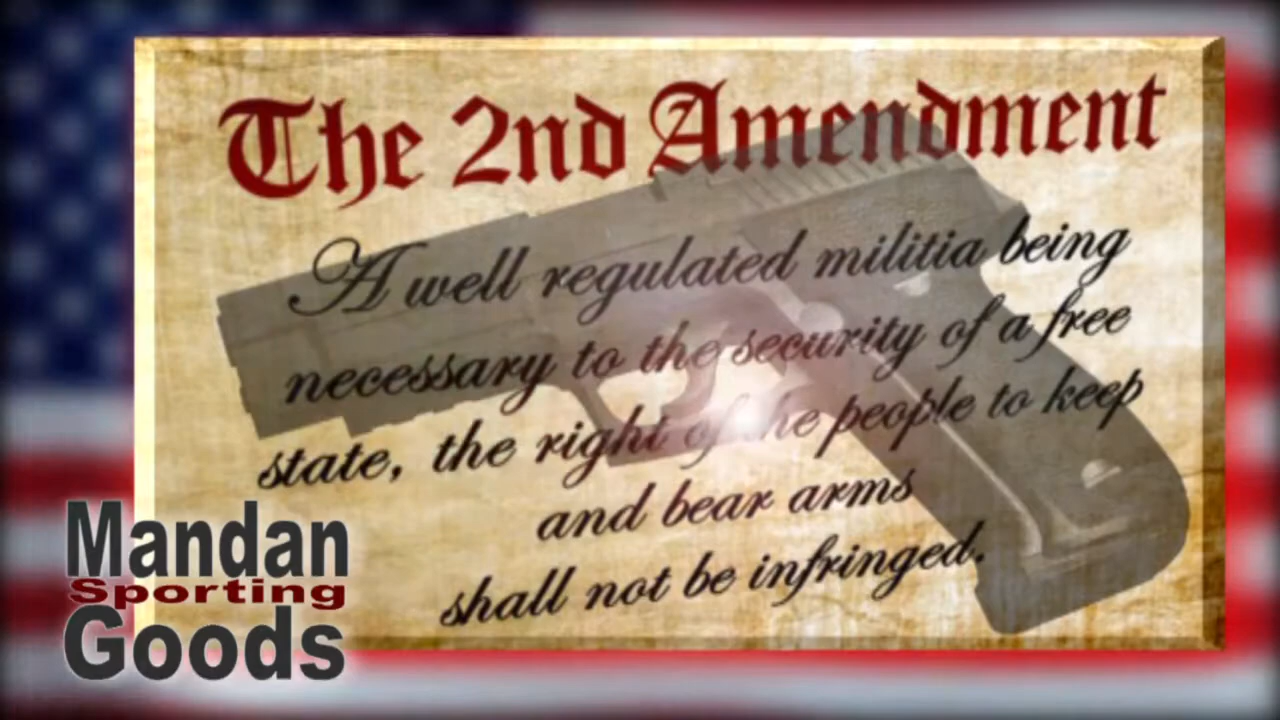 The 2nd Amendment
A well regulated militia being
necessary to the security of a free
state, the right of the people to keep
and bear arms
shall not be infringed.
Mandan
Sporting
Goods